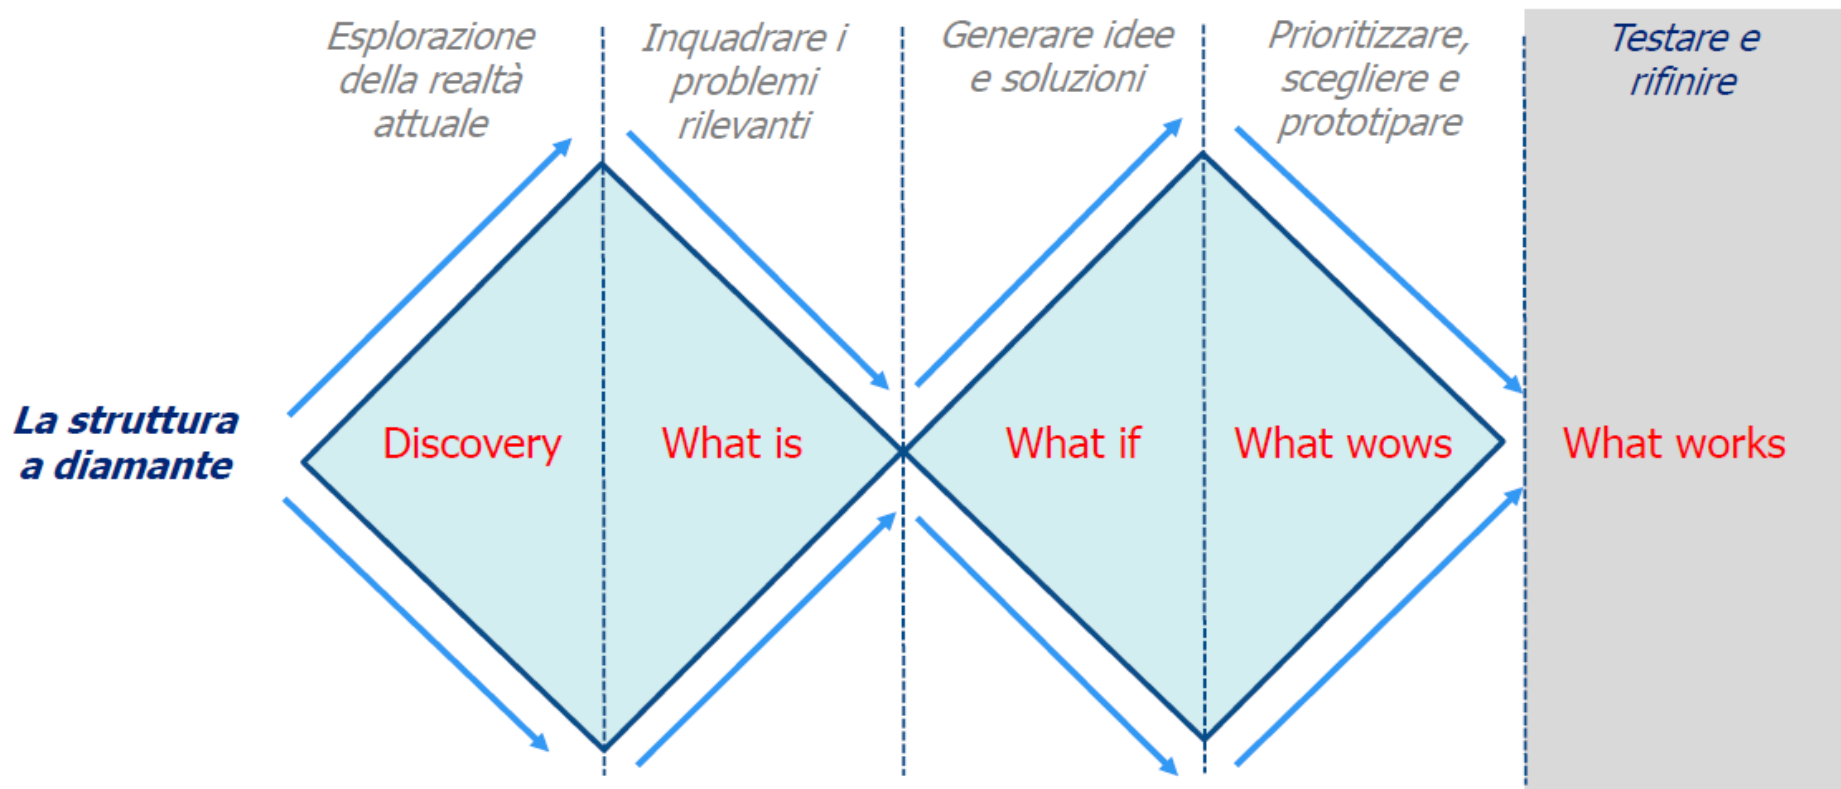 Esplorazione
della realtà
attuale
Inquadrare i
problemi
rilevanti
Generare idee
e soluzioni
Prioritizzare,
scegliere e
prototipare
Testare e
rifinire
La struttura
a diamante
Discovery
What is
What if
What wows
What works